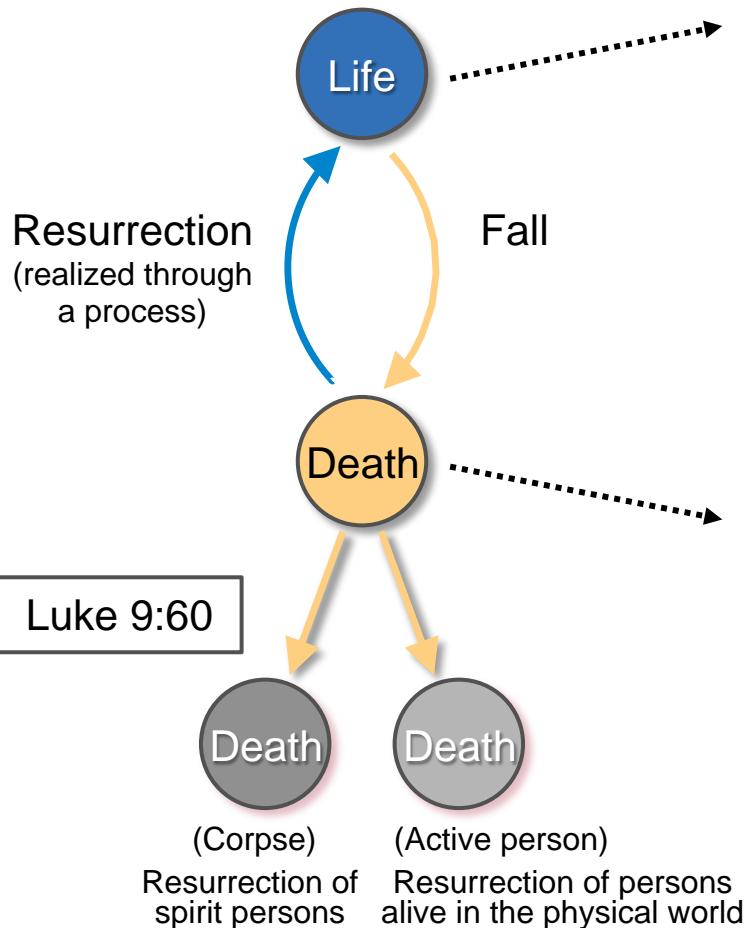 Life
Resurrection
(realized through
a process)
Fall
Death
Luke 9:60
Death
Death
(Corpse)
(Active person)
Resurrection of
spirit persons
Resurrection of persons
alive in the physical world